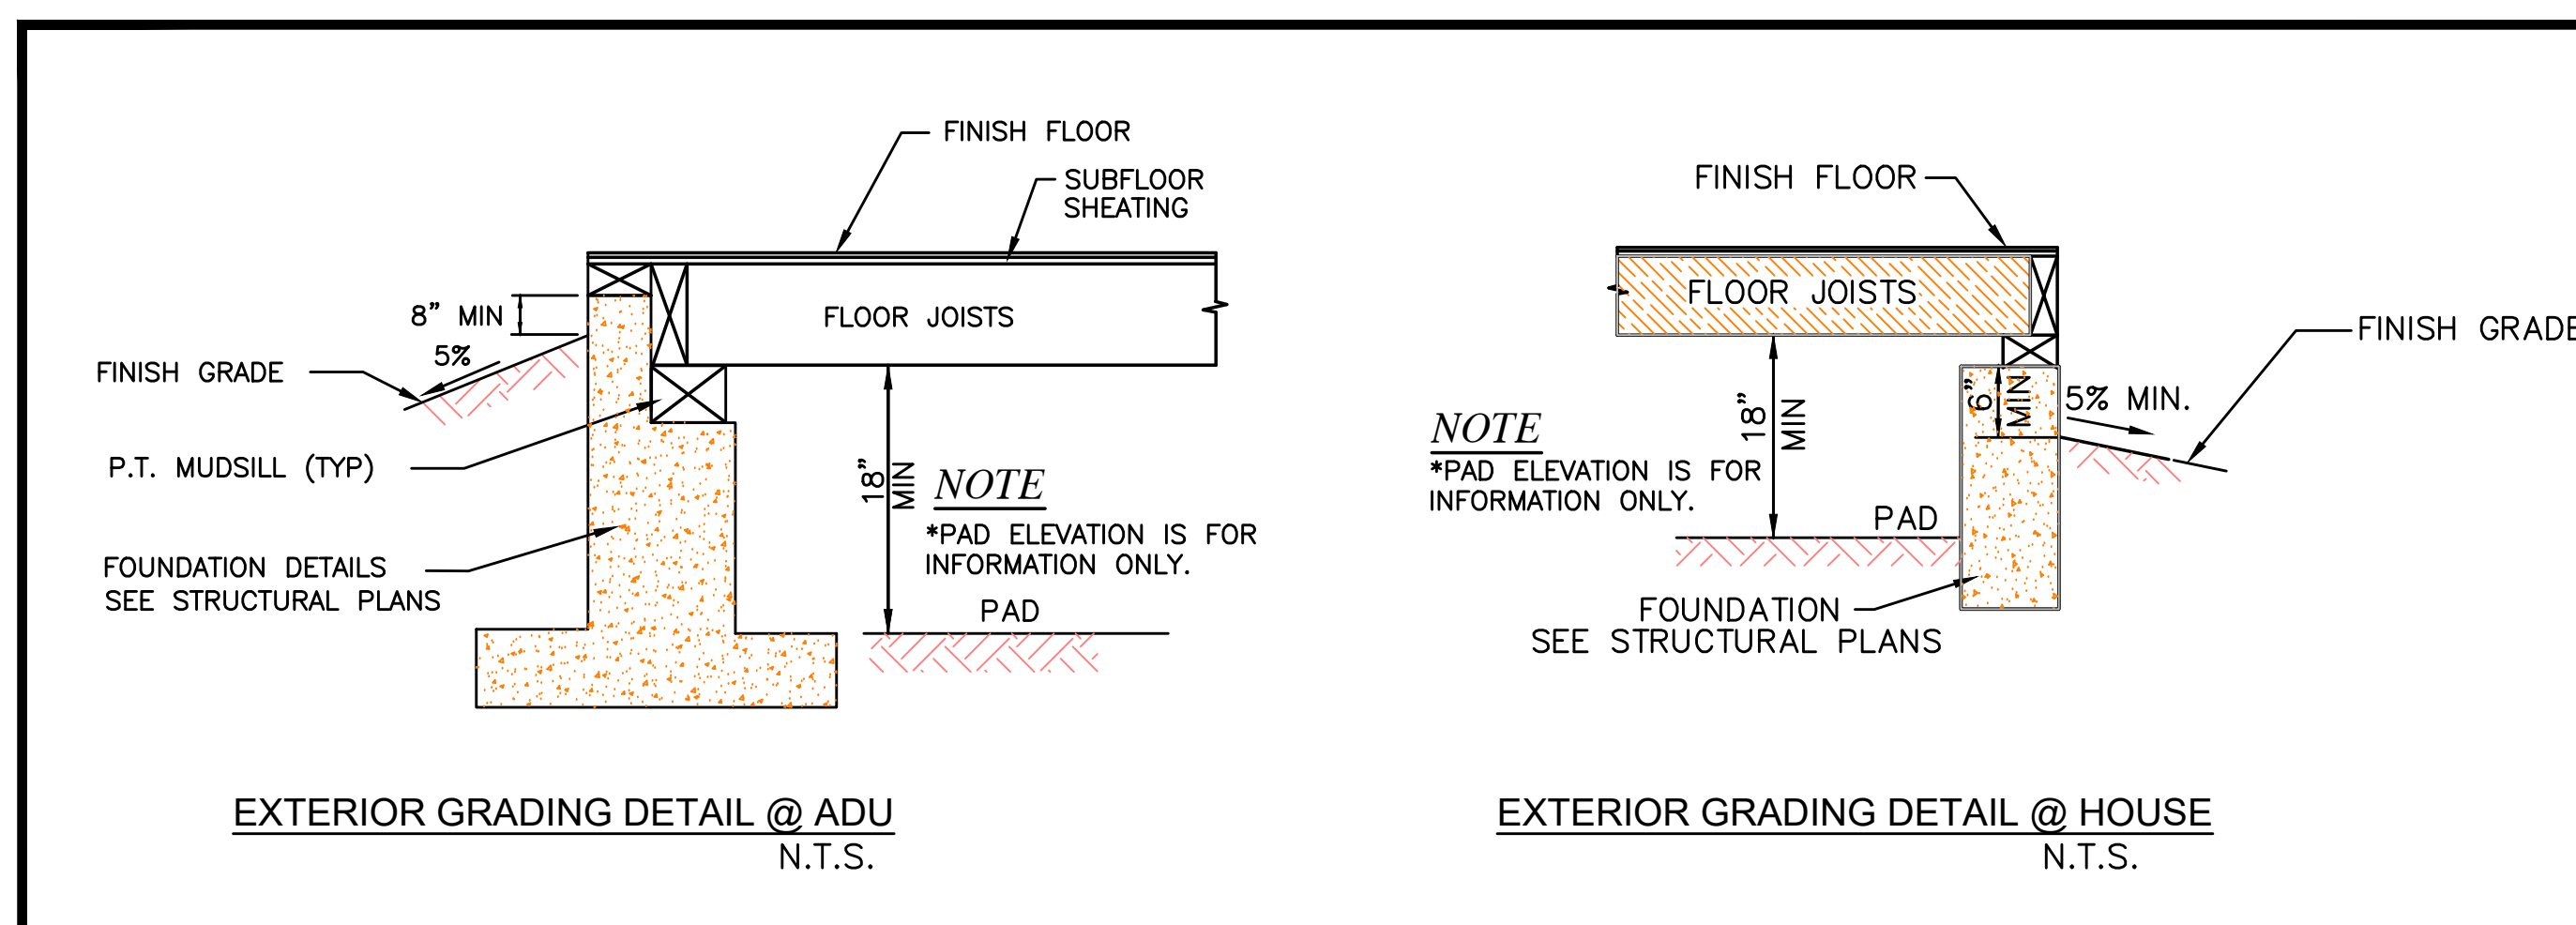 FINISH FLOOR
SUBFLOOR
SHEATING
8" MIN
FLOOR JOISTS
5%
FINISH GRADE
P.T. MUDSILL (TYP)
18"
MIN
NOTE
*PAD ELEVATION IS FOR
INFORMATION ONLY.
FOUNDATION DETAILS
SEE STRUCTURAL PLANS
PAD
EXTERIOR GRADING DETAIL @ ADU
N.T.S.
FINISH FLOOR
FLOOR JOISTS
FINISH GRADE
6"
MIN
5% MIN.
18"
MIN
NOTE
*PAD ELEVATION IS FOR
INFORMATION ONLY.
PAD
FOUNDATION
SEE STRUCTURAL PLANS
EXTERIOR GRADING DETAIL @ HOUSE
N.T.S.